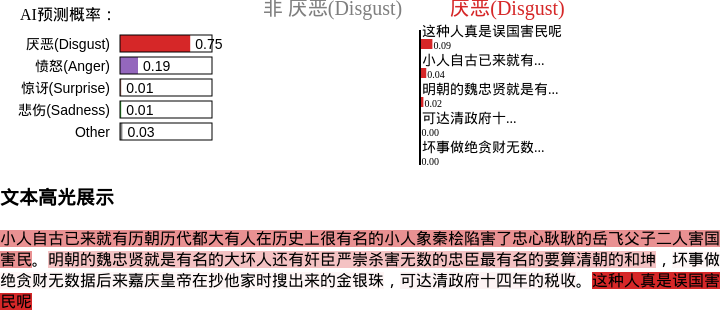 AI预测概率：
厌恶(Disgust) 0.75
愤怒(Anger) 0.19
惊讶(Surprise) 0.01
悲伤(Sadness) 0.01
Other 0.03
非 厌恶(Disgust) 厌恶(Disgust)
这种人真是误国害民呢
0.09
小人自古已来就有...
0.04
明朝的魏忠贤就是有...
0.02
可达清政府十...
0.00
坏事做绝贪财无数...
0.00
文本高光展示
小人自古已来就有历朝历代都大有人在历史上很有名的小人象秦桧陷害了忠心耿耿的岳飞父子二人害国
害民。明朝的魏忠贤就是有名的大坏人还有奸臣严崇杀害无数的忠臣最有名的要算清朝的和坤，坏事做
绝贪财无数据后来嘉庆皇帝在抄他家时搜出来的金银珠，可达清政府十四年的税收。这种人真是误国害
民呢